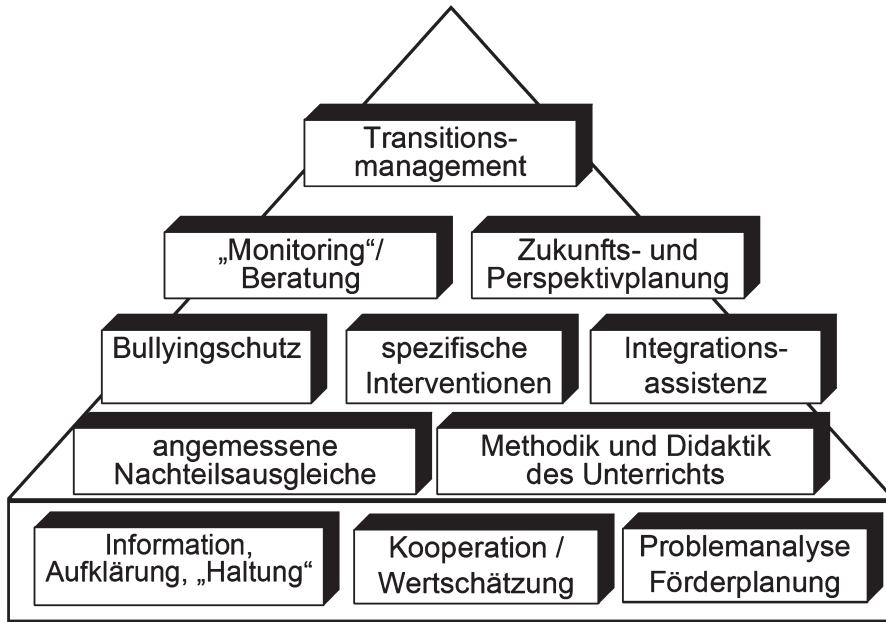 Transitions-
management
„Monitoring“/
Beratung
Zukunfts- und
Perspektivplanung
Bullyingschutz
spezifische
Interventionen
Integrations-
assistenz
angemessene
Nachteilsausgleiche
Methodik und Didaktik
des Unterrichts
Information,
Aufklärung, „Haltung“
Kooperation /
Wertschätzung
Problemanalyse
Förderplanung